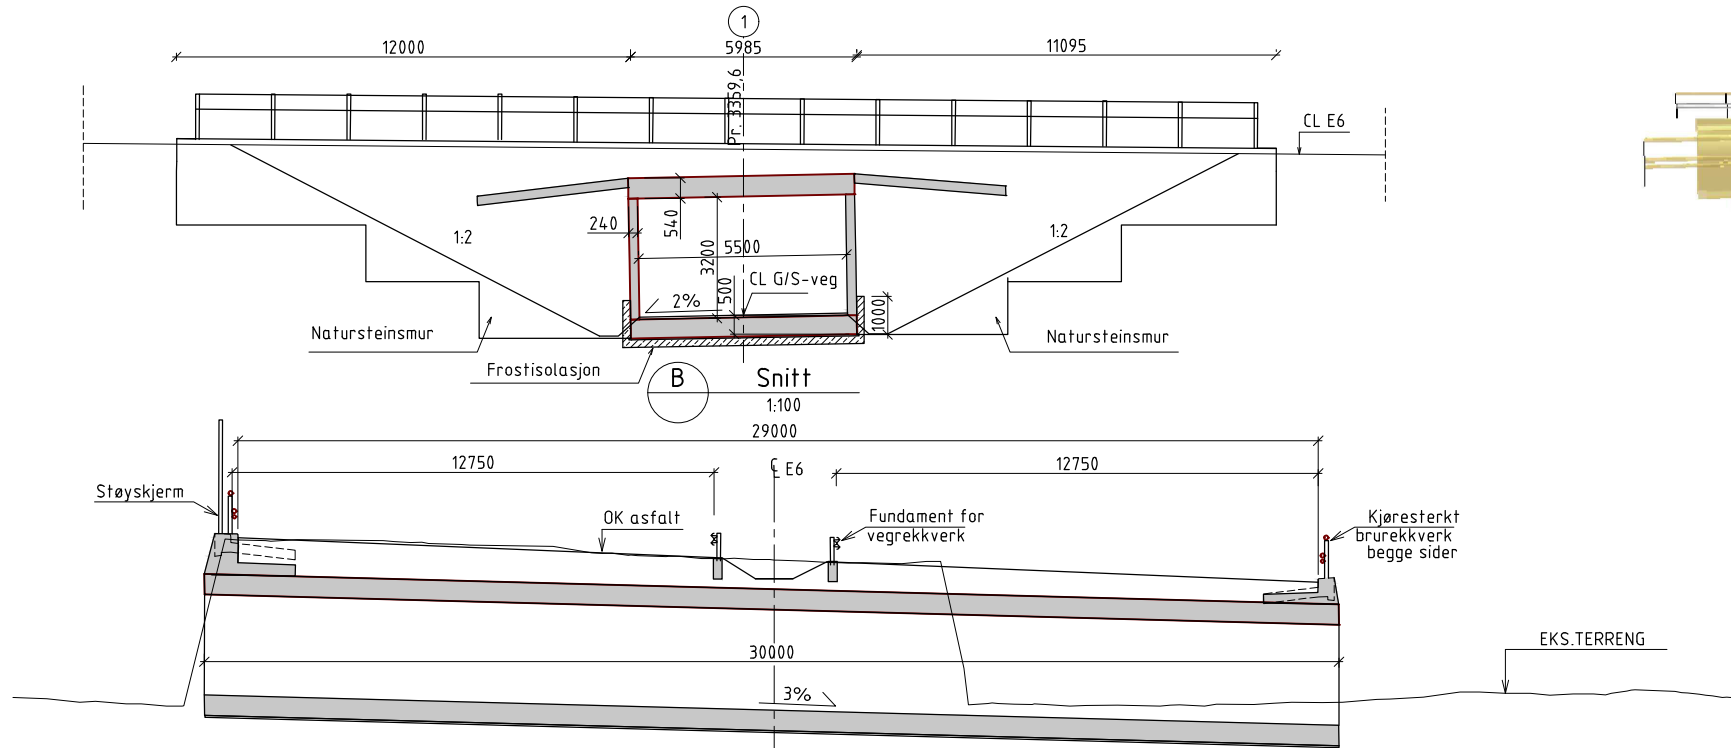 1
12000
5985
11095
Pr. 3359,6
CL E6
240
540
1:2
1:2
5500
3200
CL G/S-veg
500
2%
1000
Natursteinsmur
Natursteinsmur
Frostisolasjon
B
Snitt
1:100
29000
12750
CL E6
12750
Støyskjerm
OK asfalt
Fundament for
vegrekkverk
Kjøresterkt
brurekkverk
begge sider
30000
EKS.TERRENG
3%